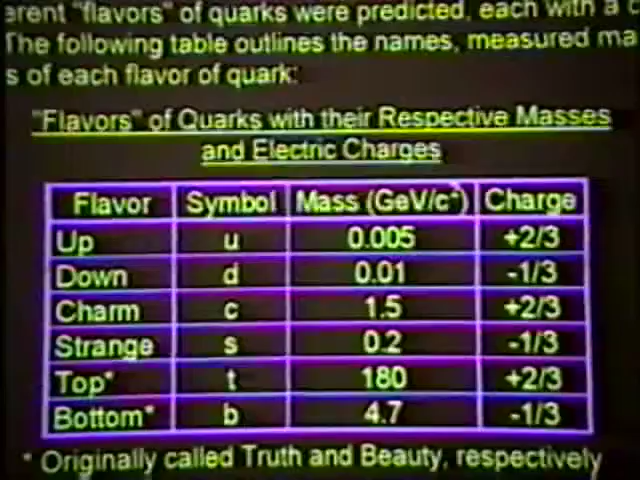 "flavors" of quarks were predicted, each with a
The following table outlines the names, measured
of each flavor of quark:
"Flavors" of Quarks with their Respective Masses
and Electric Charges
Flavor Symbol Mass (GeV/c²) Charge
Up u 0.005 +2/3
Down d 0.01 -1/3
Charm c 1.5 +2/3
Strange s 0.2 -1/3
Top* t 180 +2/3
Bottom* b 4.7 -1/3
* Originally called Truth and Beauty, respectively